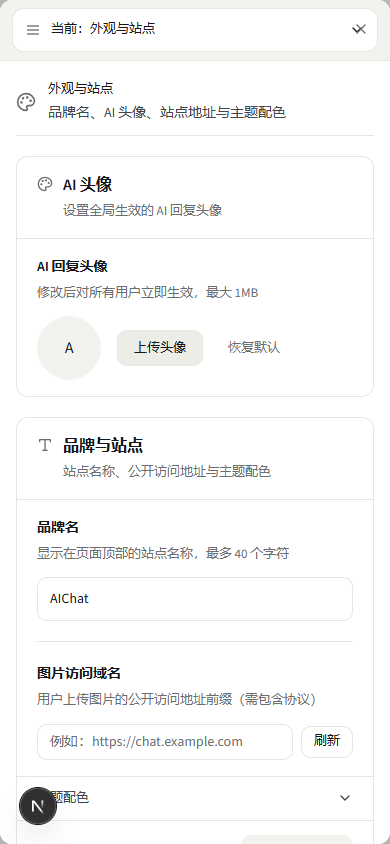 当前：外观与站点
外观与站点
品牌名、AI 头像、站点地址与主题配色
AI 头像
设置全局生效的 AI 回复头像
AI 回复头像
修改后对所有用户立即生效，最大 1MB
A
上传头像
恢复默认
品牌与站点
站点名称、公开访问地址与主题配色
品牌名
显示在页面顶部的站点名称，最多 40 个字符
AIChat
图片访问域名
用户上传图片的公开访问地址前缀（需包含协议）
例如：https://chat.example.com
刷新
题配色
N